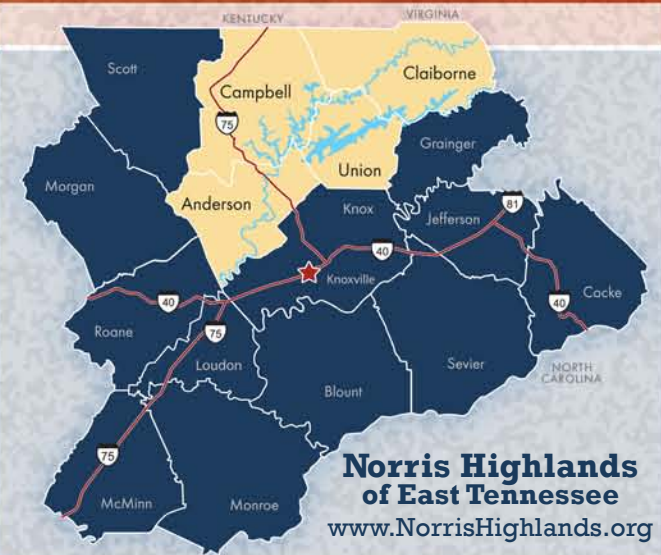 KENTUCKY
VIRGINIA
Scott
Campbell
Claiborne
75
Grainger
Morgan
Union
Anderson
Knox
Jefferson
81
40
Knoxville
40
40
Cocke
Roane
75
Loudon
Sevier
NORTH
CAROLINA
Blount
75
McMinn
Monroe
Norris Highlands
of East Tennessee
www.NorrisHighlands.org